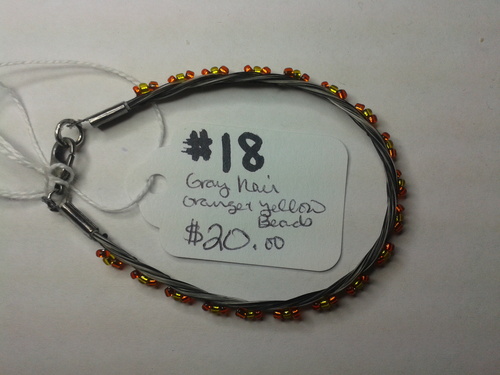 #18
Gray Hair
Orange + yellow
Beads
$20.00